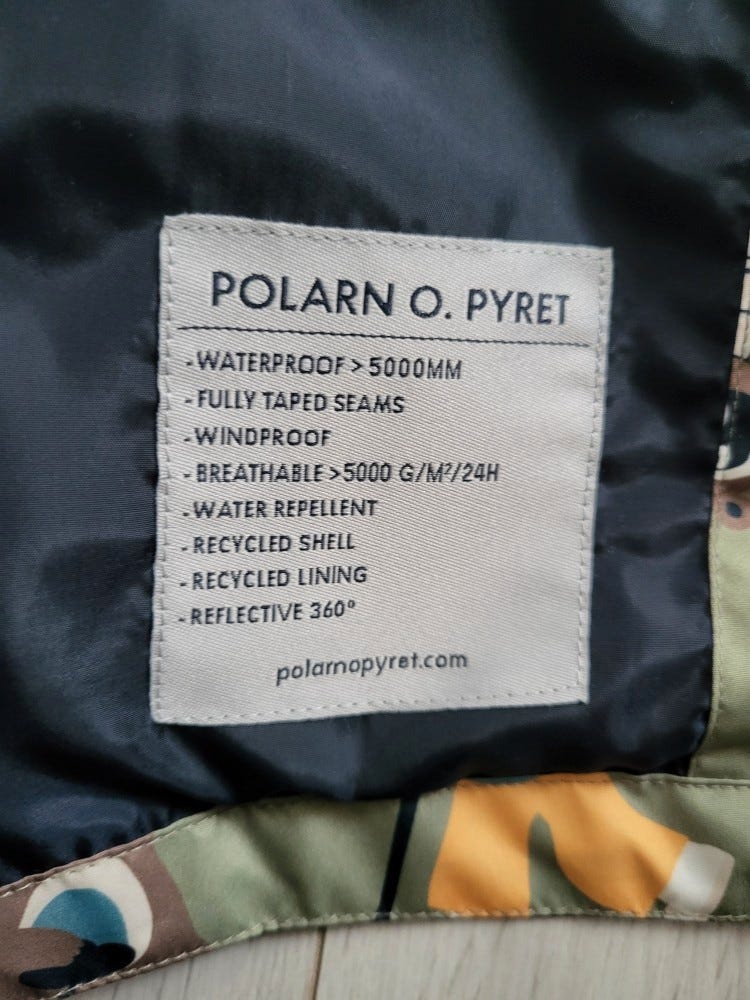 POLARN O. PYRET
-WATERPROOF > 5000MM
-FULLY TAPED SEAMS
-WINDPROOF
-BREATHABLE >5000 G/M²/24H
-WATER REPELLENT
-RECYCLED SHELL
-RECYCLED LINING
-REFLECTIVE 360°
polarnopyret.com